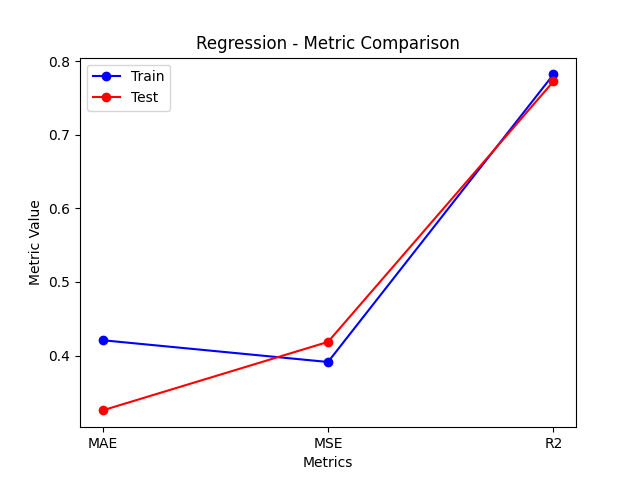 Regression - Metric Comparison
Train
Test
0.8
0.7
0.6
0.5
0.4
Metric Value
MAE
MSE
R2
Metrics